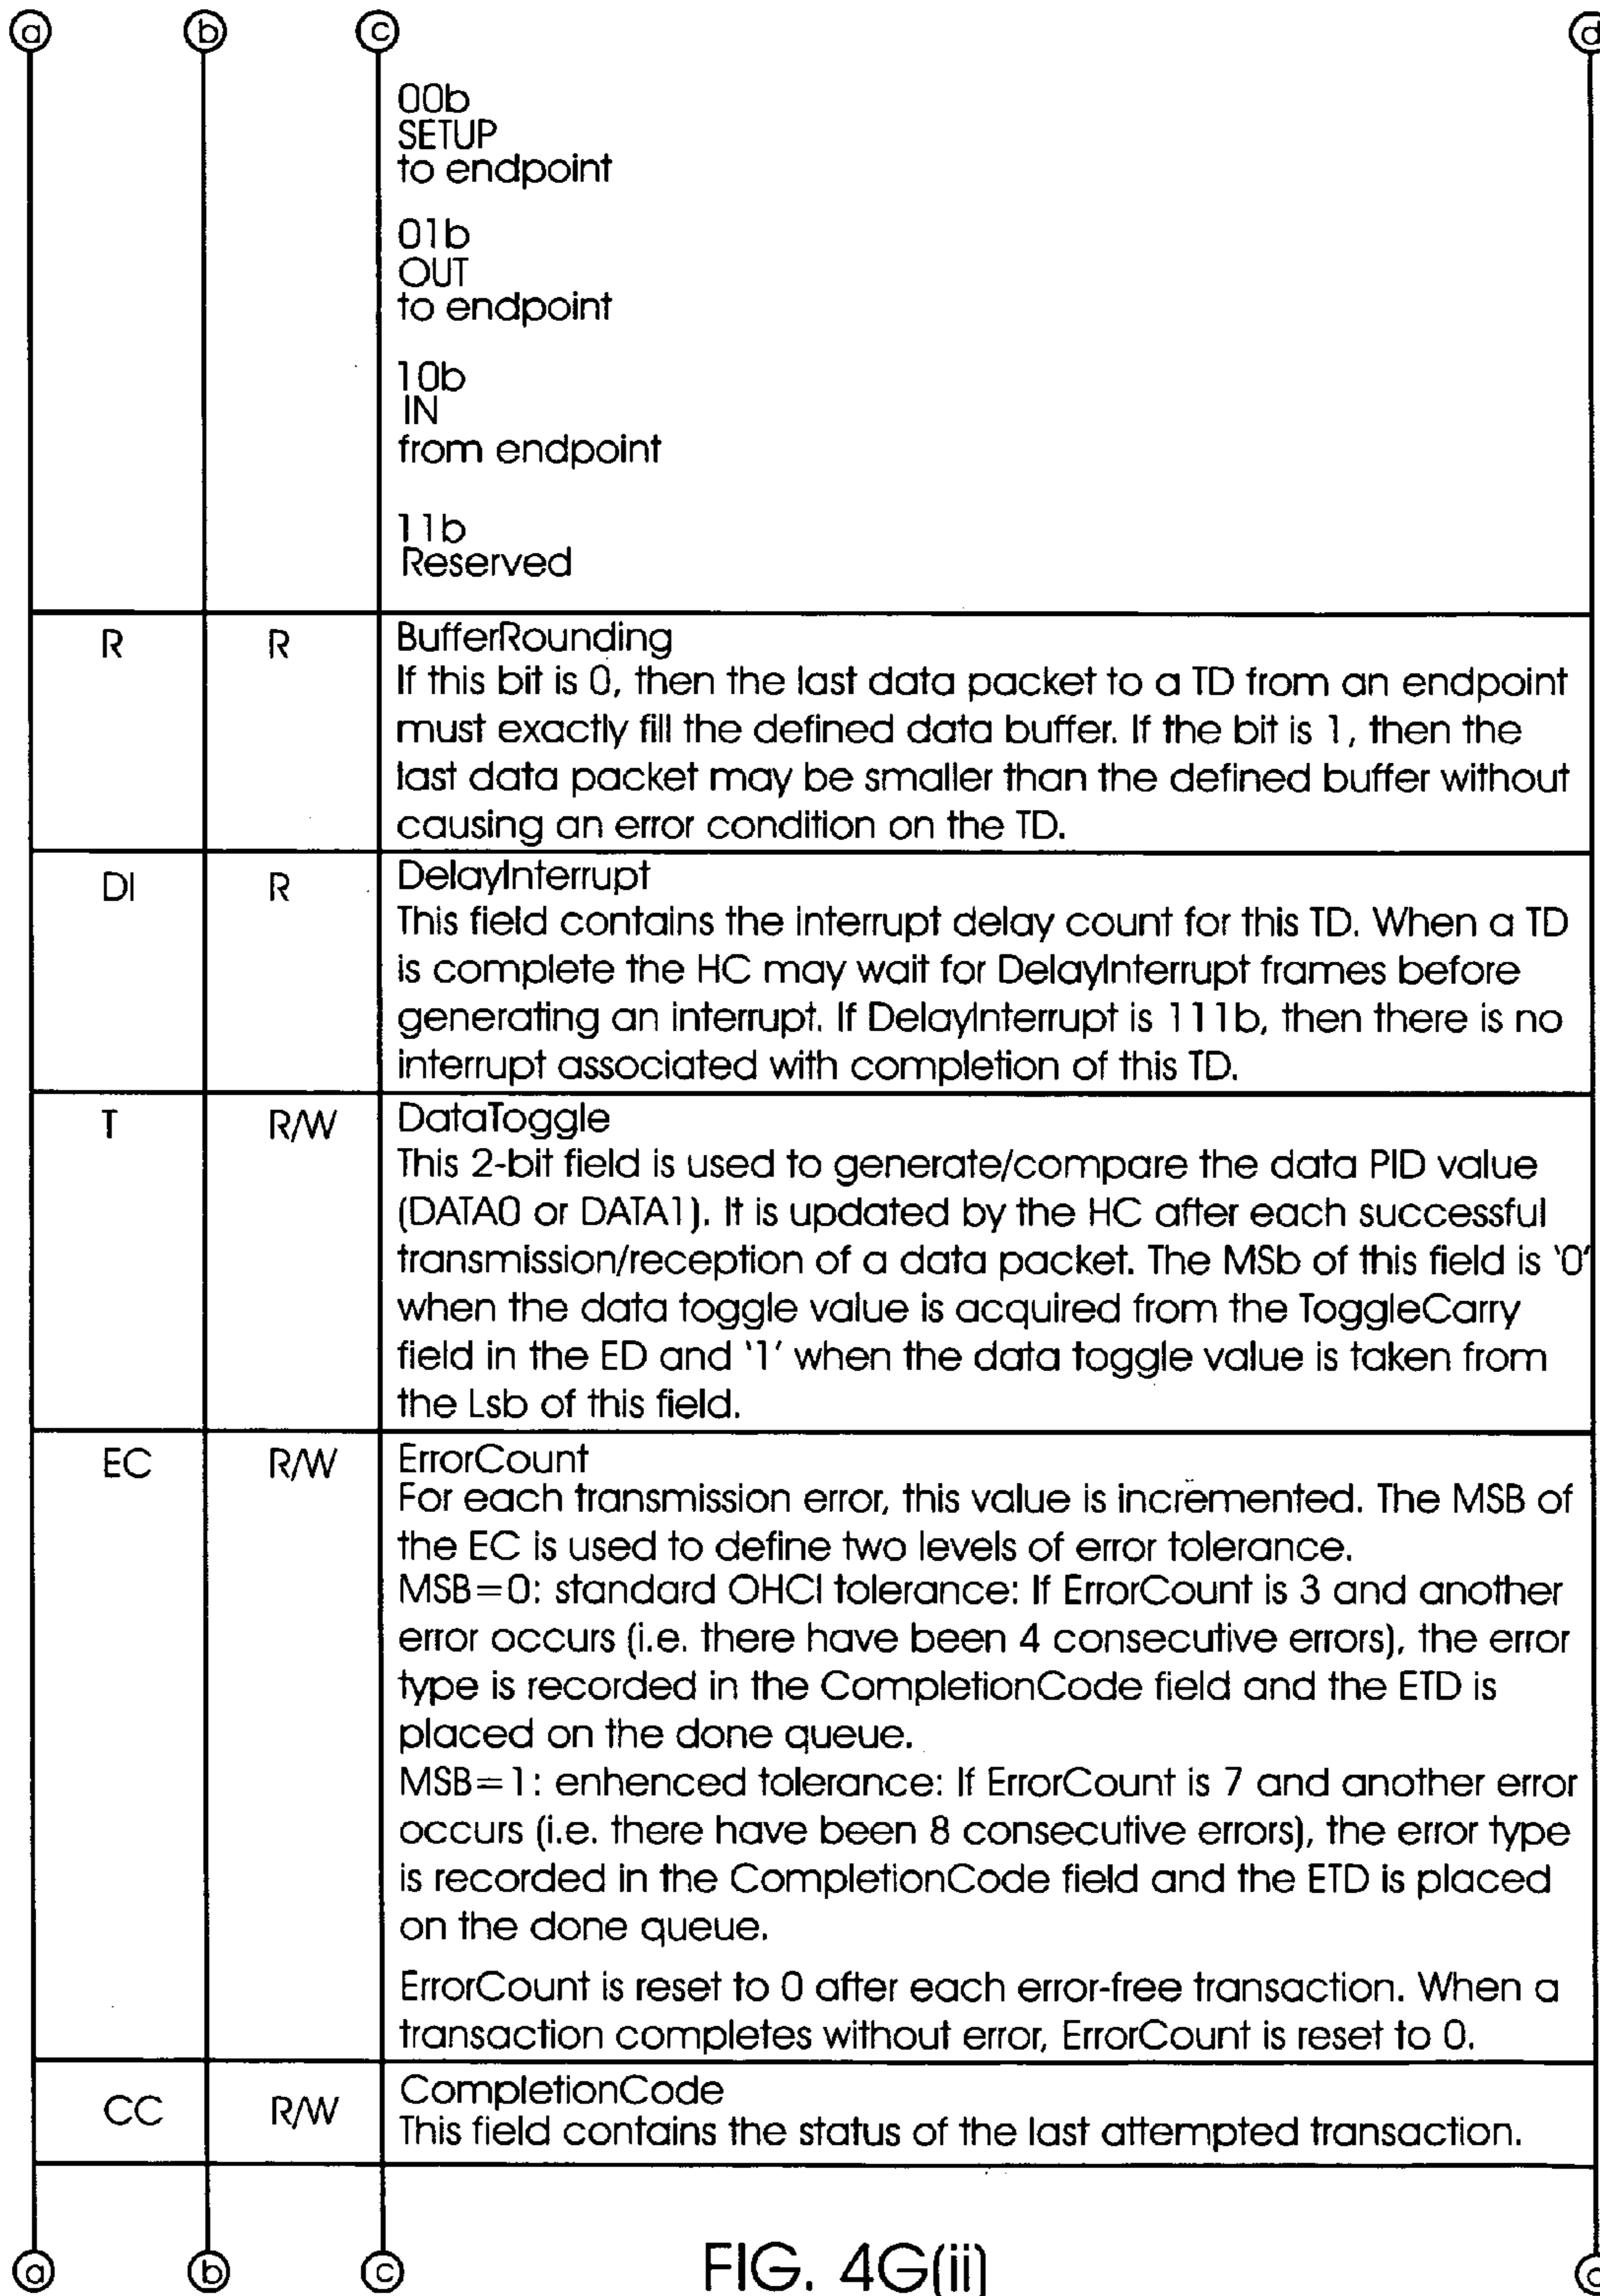 a b c d
00b
SETUP
to endpoint
01b
OUT
to endpoint
10b
IN
from endpoint
11b
Reserved
R R BufferRounding
If this bit is 0, then the last data packet to a TD from an endpoint
must exactly fill the defined data buffer. If the bit is 1, then the
last data packet may be smaller than the defined buffer without
causing an error condition on the TD.
DI R DelayInterrupt
This field contains the interrupt delay count for this TD. When a TD
is complete the HC may wait for DelayInterrupt frames before
generating an interrupt. If DelayInterrupt is 111b, then there is no
interrupt associated with completion of this TD.
T R/W DataToggle
This 2-bit field is used to generate/compare the data PID value
(DATA0 or DATA1). It is updated by the HC after each successful
transmission/reception of a data packet. The MSb of this field is '0'
when the data toggle value is acquired from the ToggleCarry
field in the ED and '1' when the data toggle value is taken from
the Lsb of this field.
EC R/W ErrorCount
For each transmission error, this value is incremented. The MSB of
the EC is used to define two levels of error tolerance.
MSB=0: standard OHCI tolerance: If ErrorCount is 3 and another
error occurs (i.e. there have been 4 consecutive errors), the error
type is recorded in the CompletionCode field and the ETD is
placed on the done queue.
MSB=1: enhenced tolerance: If ErrorCount is 7 and another error
occurs (i.e. there have been 8 consecutive errors), the error type
is recorded in the CompletionCode field and the ETD is placed
on the done queue.
ErrorCount is reset to 0 after each error-free transaction. When a
transaction completes without error, ErrorCount is reset to 0.
CC R/W CompletionCode
This field contains the status of the last attempted transaction.
a b c d
FIG. 4G(ii)